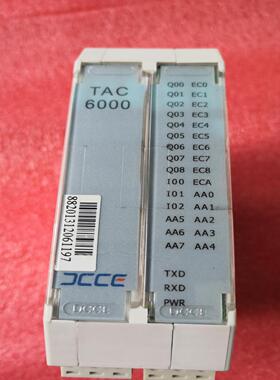 TAC
6000
88201312061197
DCCE
DCCE
Q00 EC0
Q01 EC1
Q02 EC2
Q03 EC3
Q04 EC4
Q05 EC5
Q06 EC6
Q07 EC7
Q08 EC8
I00 ECA
I01 AA0
I02 AA1
AA5 AA2
AA6 AA3
AA7 AA4
TXD
RXD
PWR
DCCE